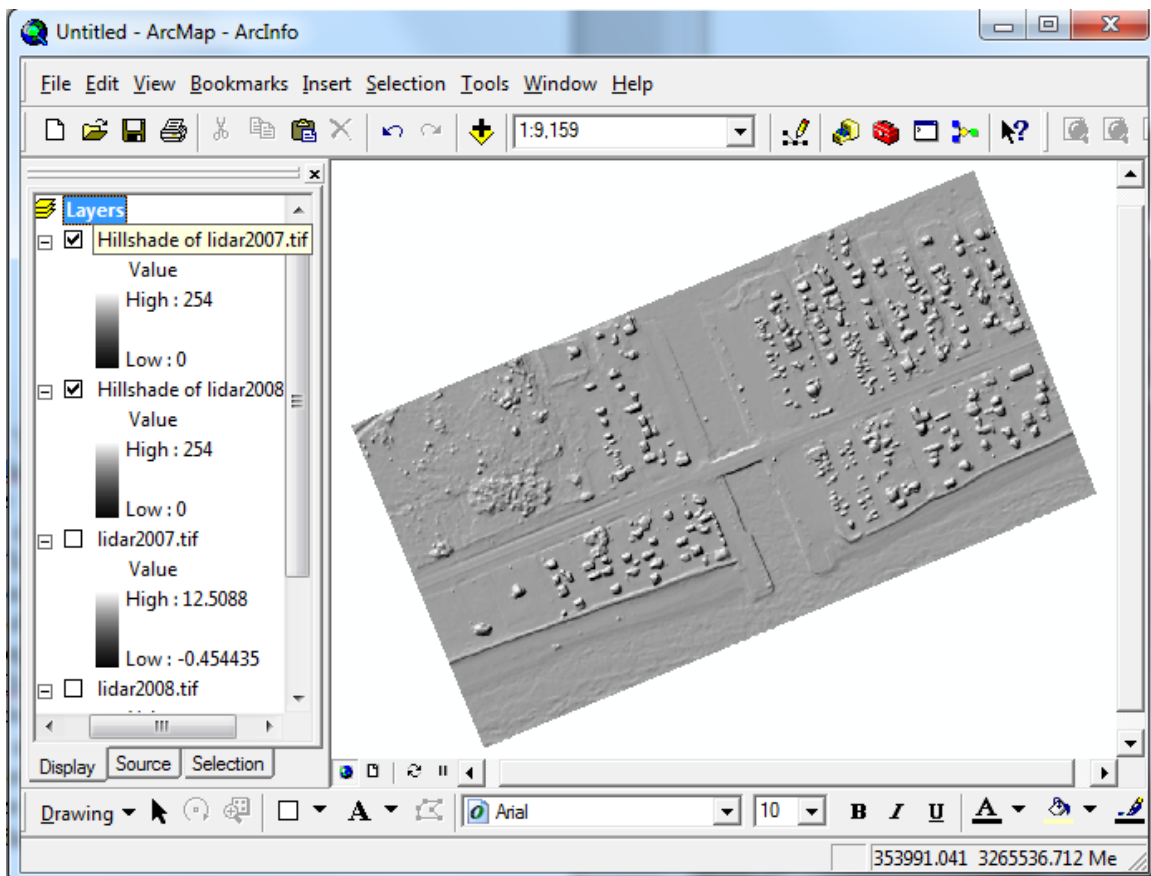 Untitled - ArcMap - ArcInfo
File Edit View Bookmarks Insert Selection Tools Window Help
1:9,159
Layers
Hillshade of lidar2007.tif
Value
High : 254
Low : 0
Hillshade of lidar2008
Value
High : 254
Low : 0
lidar2007.tif
Value
High : 12.5088
Low : -0.454435
lidar2008.tif
Display Source Selection
Drawing A Arial 10 B I U A
353991.041 3265536.712 Me